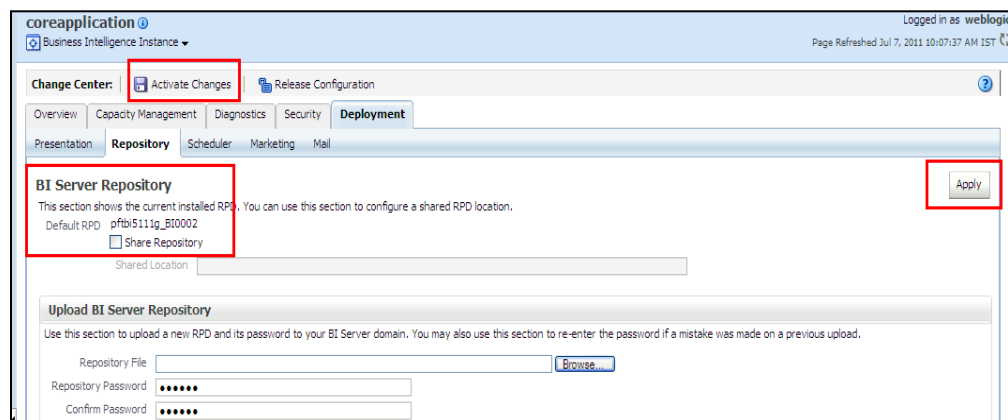 coreapplication
Logged in as weblogic
Business Intelligence Instance
Page Refreshed Jul 7, 2011 10:07:37 AM IST
Change Center: Activate Changes Release Configuration
Overview Capacity Management Diagnostics Security Deployment
Presentation Repository Scheduler Marketing Mail
BI Server Repository
Apply
This section shows the current installed RPD. You can use this section to configure a shared RPD location.
Default RPD pftbi5111g_BI0002
Share Repository
Shared Location
Upload BI Server Repository
Use this section to upload a new RPD and its password to your BI Server domain. You may also use this section to re-enter the password if a mistake was made on a previous upload.
Repository File Browse...
Repository Password ••••••
Confirm Password ••••••